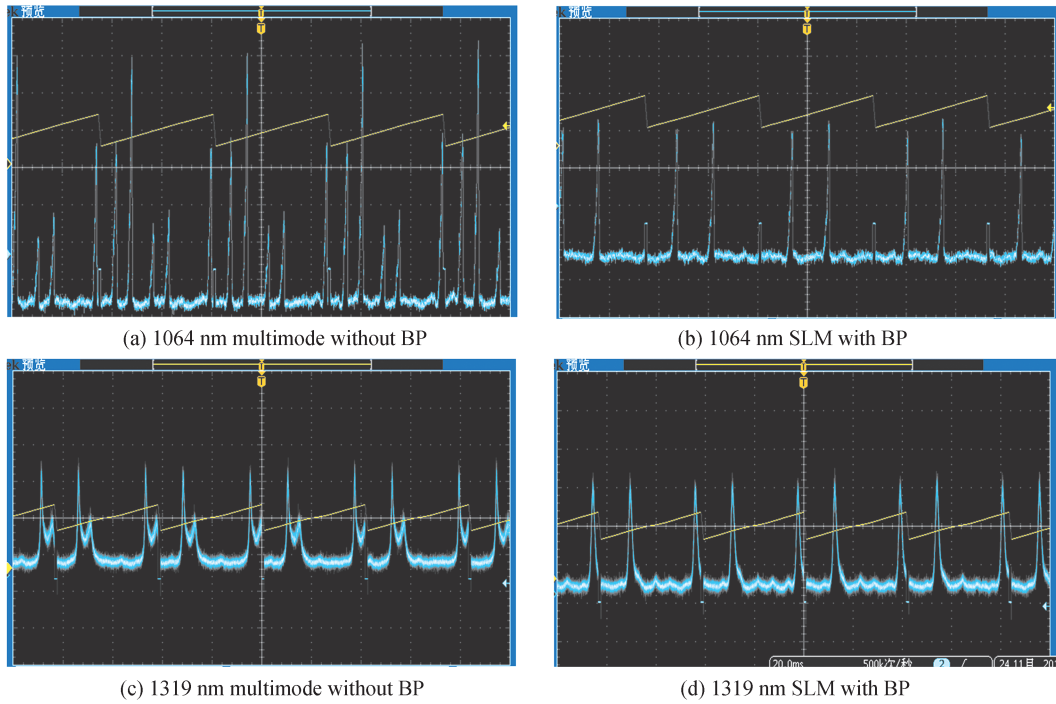 预览
T
预览
T
(a) 1064 nm multimode without BP
(b) 1064 nm SLM with BP
预览
T
预览
T
20.0ms
500k次/秒
2
24 11月 20
(c) 1319 nm multimode without BP
(d) 1319 nm SLM with BP